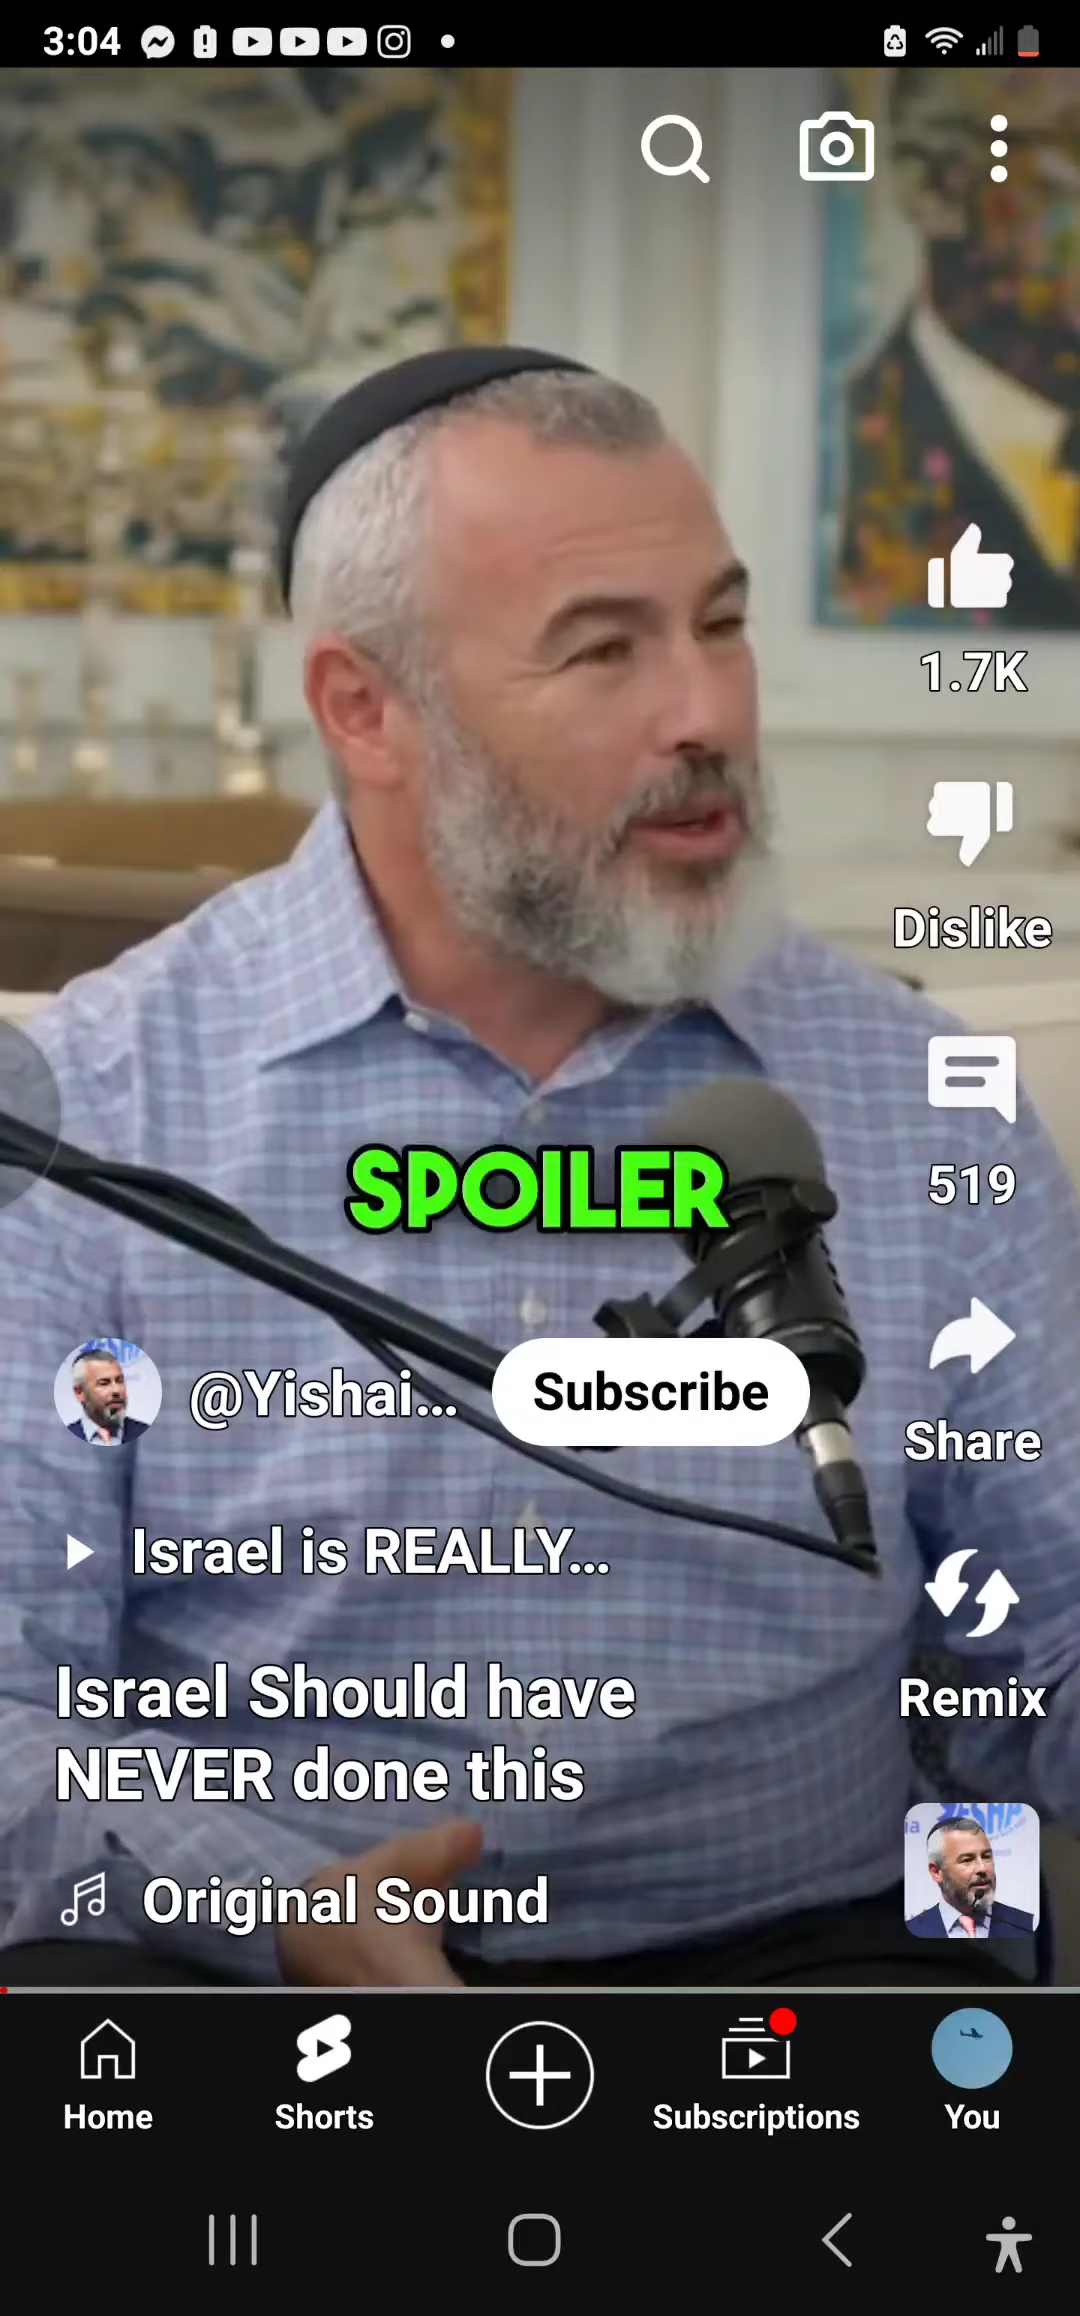 3:04
1.7K
Dislike
SPOILER
519
@Yishai...
Subscribe
Share
Israel is REALLY...
Israel Should have
NEVER done this
Remix
Original Sound
Home
Shorts
Subscriptions
You